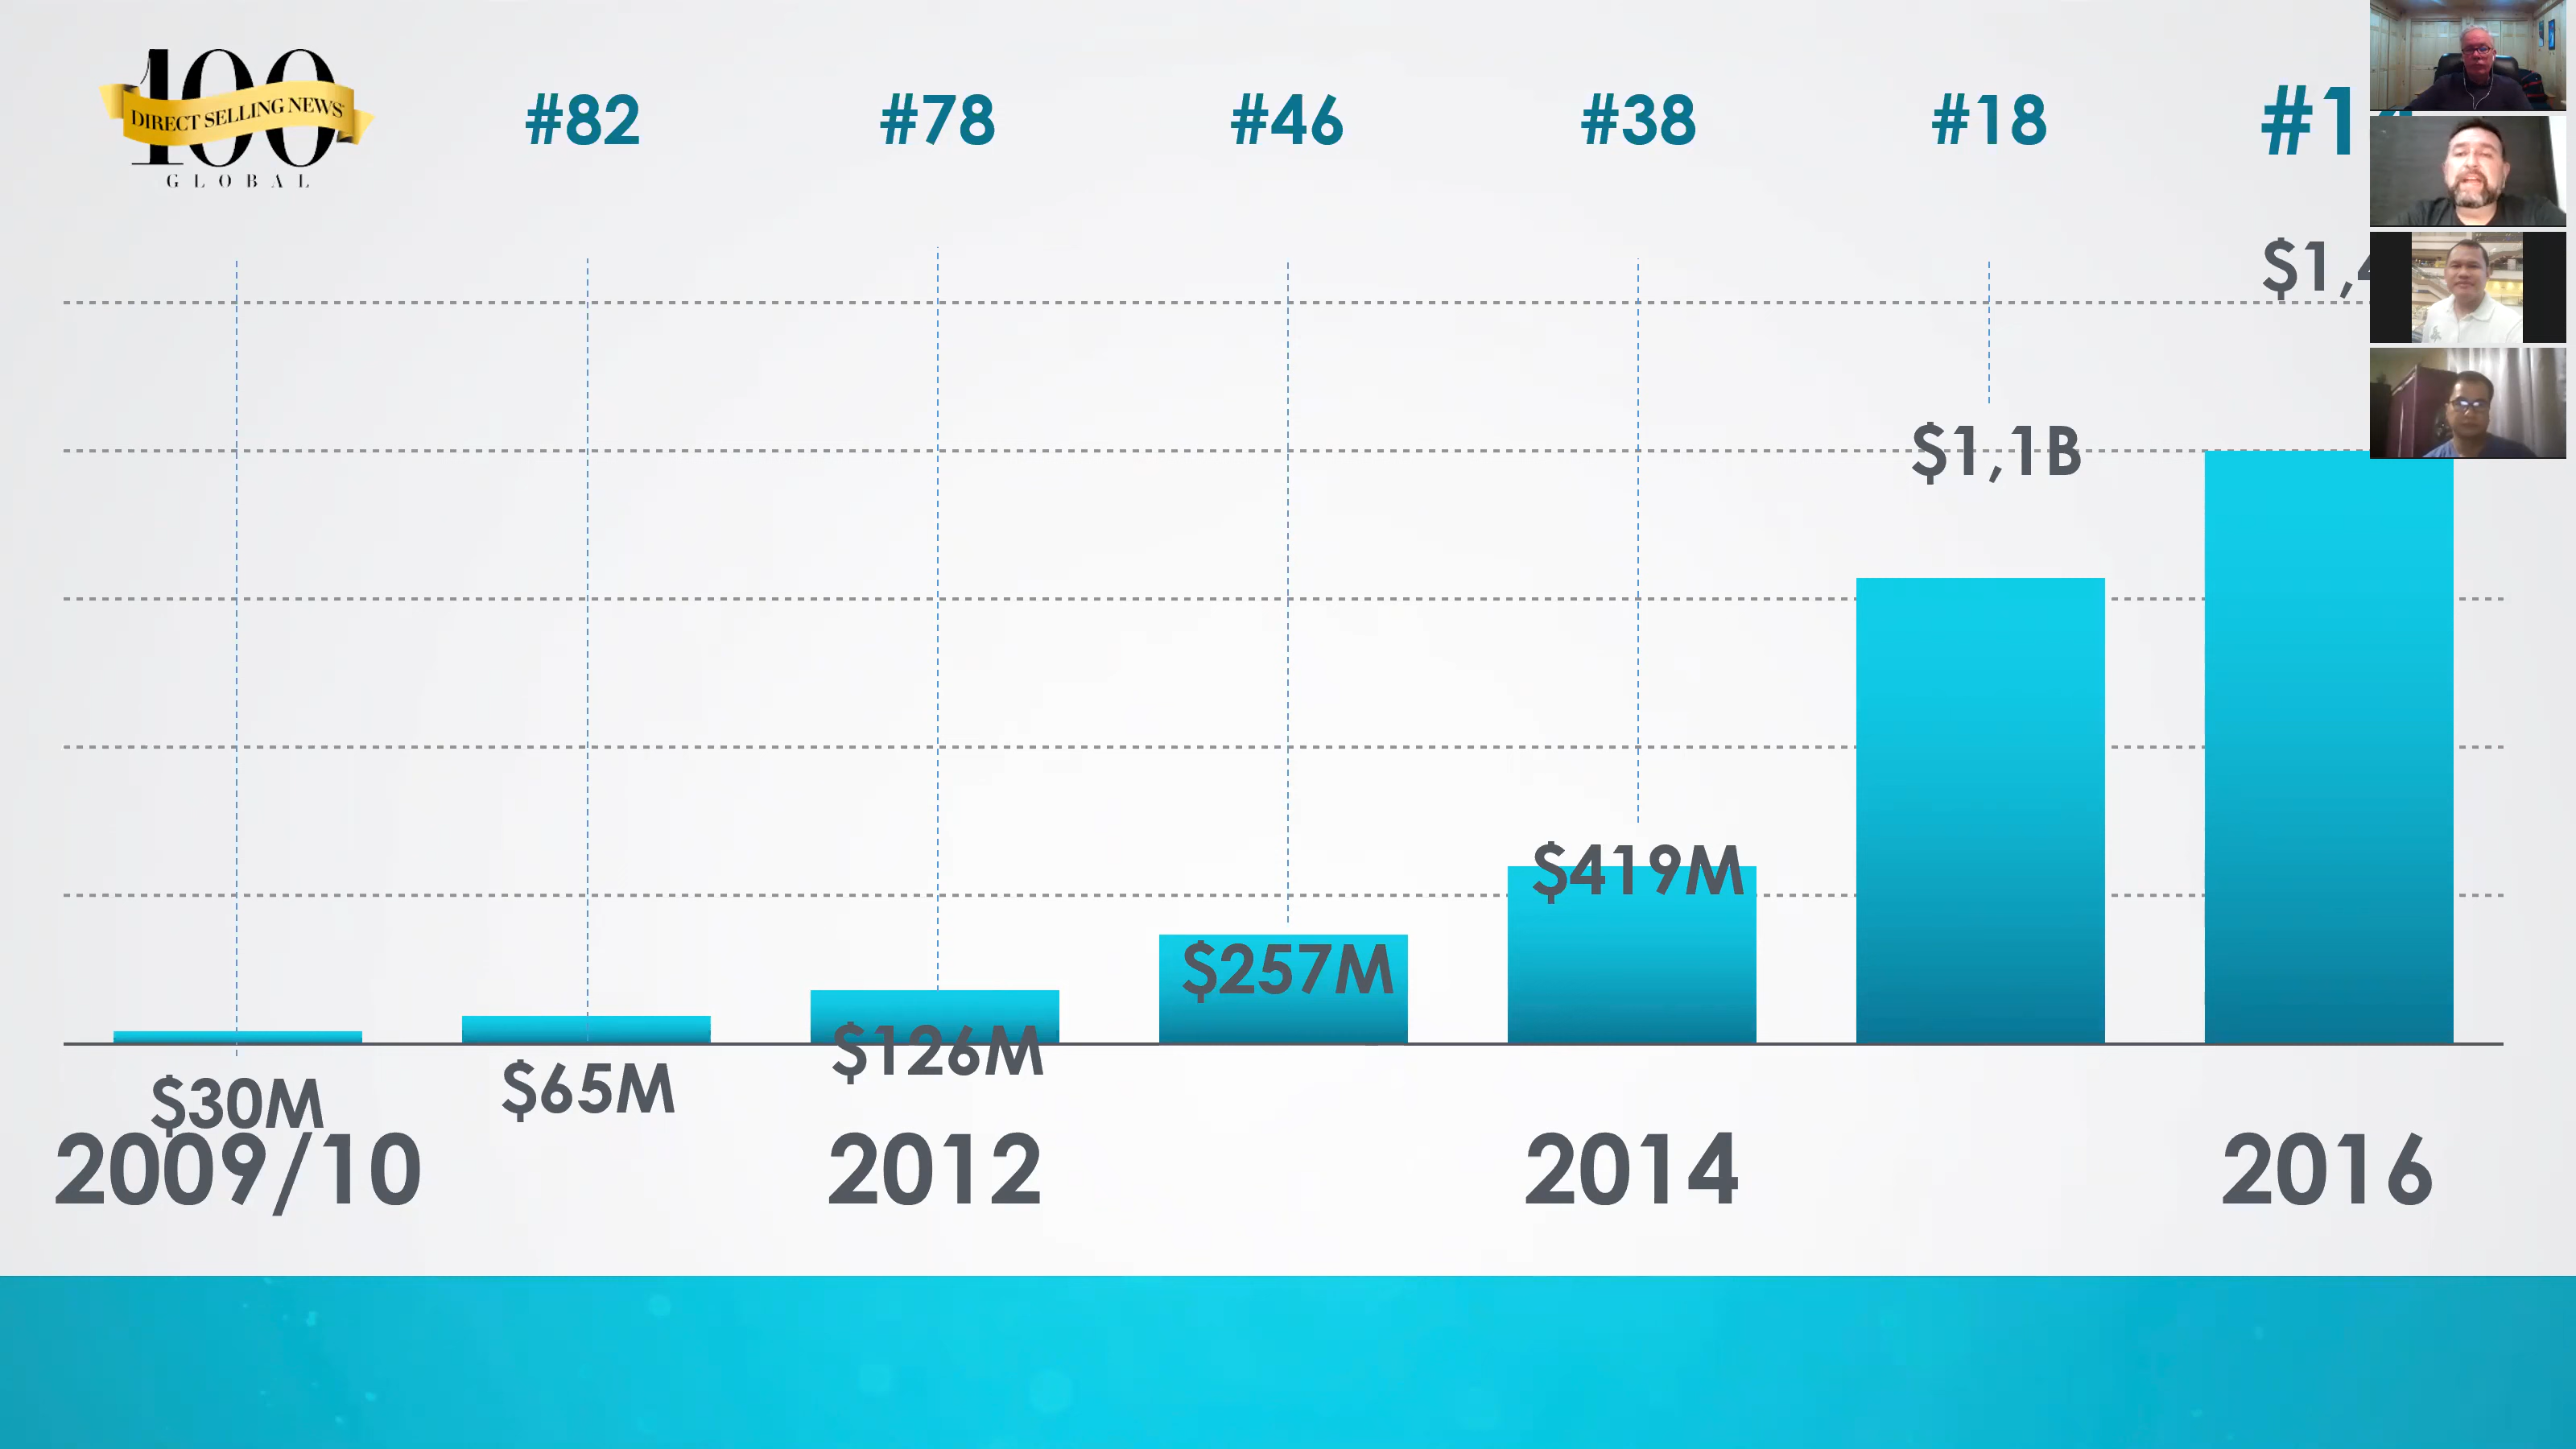 100
DIRECT SELLING NEWS
GLOBAL
#82
#78
#46
#38
#18
$1,1B
$419M
$257M
$126M
$65M
$30M
2009/10
2012
2014
2016